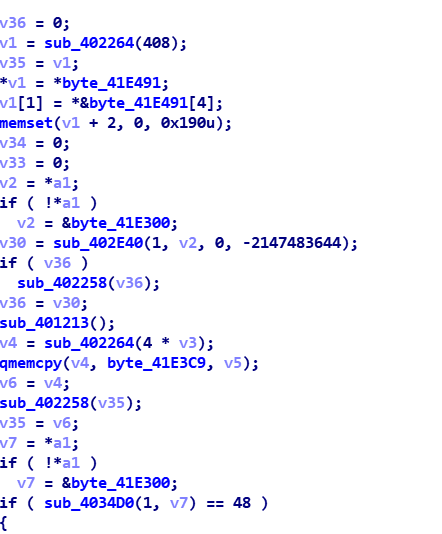 v36 = 0;
v1 = sub_402264(408);
v35 = v1;
*v1 = *byte_41E491;
v1[1] = *&byte_41E491[4];
memset(v1 + 2, 0, 0x190u);
v34 = 0;
v33 = 0;
v2 = *a1;
if ( !*a1 )
  v2 = &byte_41E300;
v30 = sub_402E40(1, v2, 0, -2147483644);
if ( v36 )
  sub_402258(v36);
v36 = v30;
sub_401213();
v4 = sub_402264(4 * v3);
qmemcpy(v4, byte_41E3C9, v5);
v6 = v4;
sub_402258(v35);
v35 = v6;
v7 = *a1;
if ( !*a1 )
  v7 = &byte_41E300;
if ( sub_4034D0(1, v7) == 48 )
{